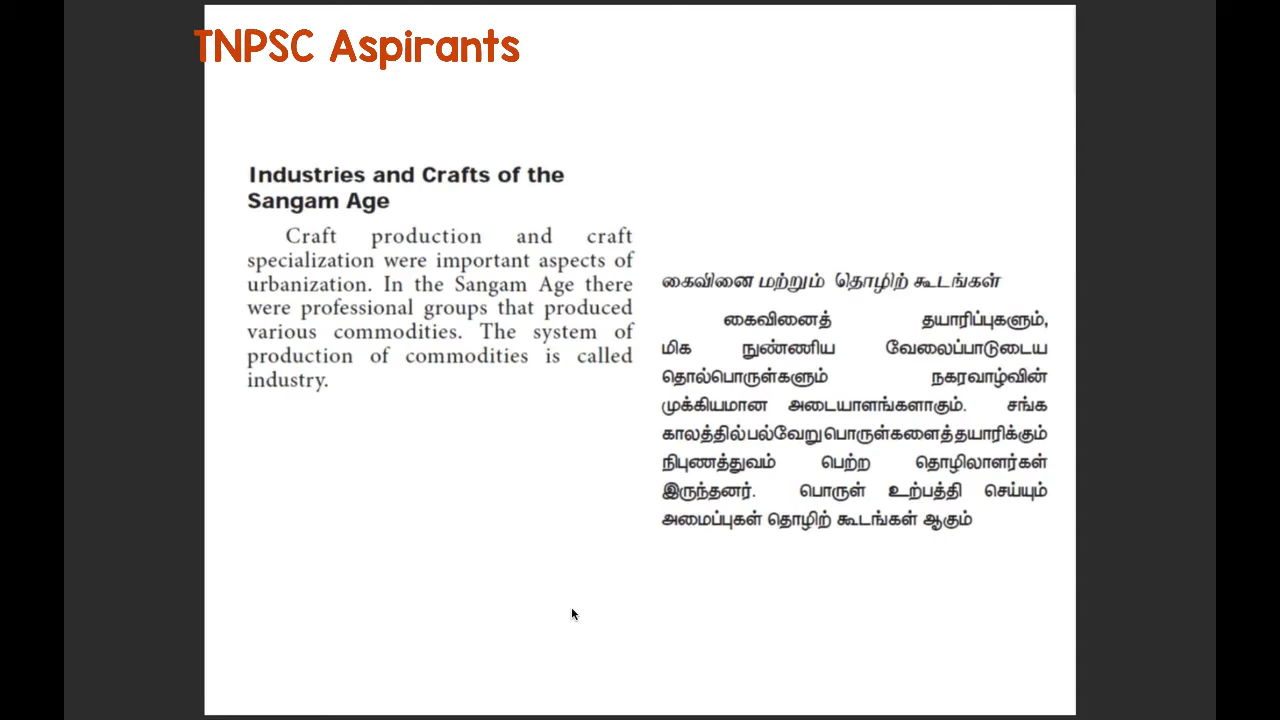 TNPSC Aspirants
Industries and Crafts of the
Sangam Age
Craft production and craft
specialization were important aspects of
urbanization. In the Sangam Age there
were professional groups that produced
various commodities. The system of
production of commodities is called
industry.
கைவினை மற்றும் தொழிற் கூடங்கள்
கைவினைத் தயாரிப்புகளும்,
மிக நுண்ணிய வேலைப்பாடுடைய
தொல்பொருள்களும் நகரவாழ்வின்
முக்கியமான அடையாளங்களாகும். சங்க
காலத்தில் பல்வேறு பொருள்களைத் தயாரிக்கும்
நிபுணத்துவம் பெற்ற தொழிலாளர்கள்
இருந்தனர். பொருள் உற்பத்தி செய்யும்
அமைப்புகள் தொழிற் கூடங்கள் ஆகும்